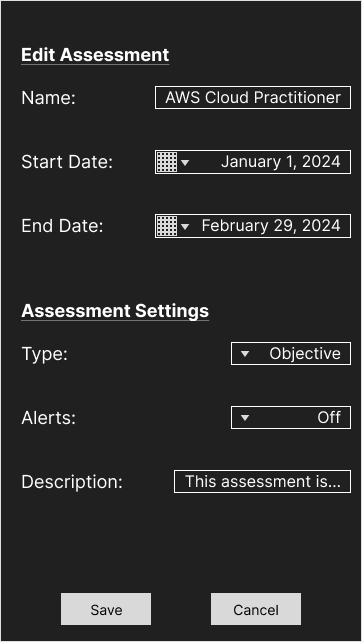 Edit Assessment
Name: AWS Cloud Practitioner
Start Date: January 1, 2024
End Date: February 29, 2024
Assessment Settings
Type: Objective
Alerts: Off
Description: This assessment is...
Save Cancel